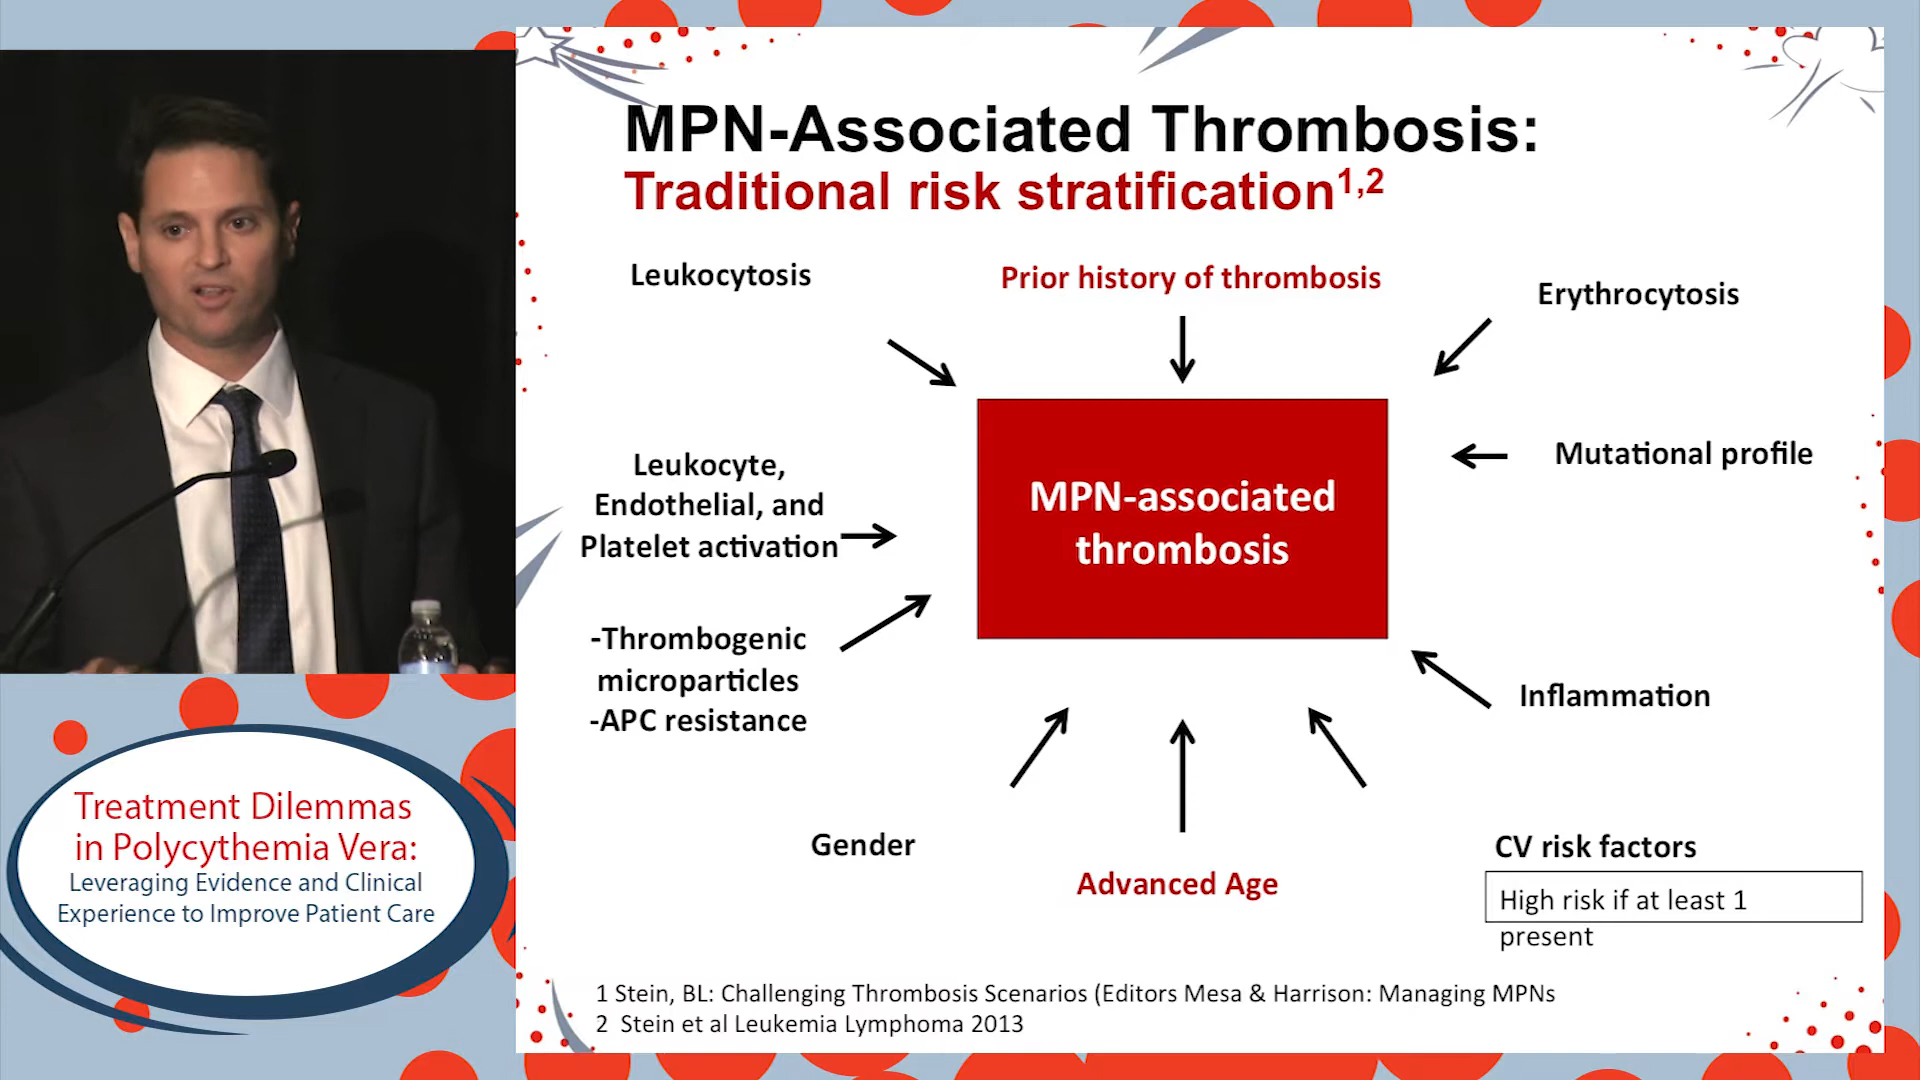 MPN-Associated Thrombosis:
Traditional risk stratification1,2
Leukocytosis
Prior history of thrombosis
Erythrocytosis
Mutational profile
Leukocyte,
Endothelial, and
Platelet activation
MPN-associated
thrombosis
-Thrombogenic
microparticles
-APC resistance
Inflammation
Gender
Advanced Age
CV risk factors
High risk if at least 1
present
1 Stein, BL: Challenging Thrombosis Scenarios (Editors Mesa & Harrison: Managing MPNs
2 Stein et al Leukemia Lymphoma 2013
Treatment Dilemmas
in Polycythemia Vera:
Leveraging Evidence and Clinical
Experience to Improve Patient Care